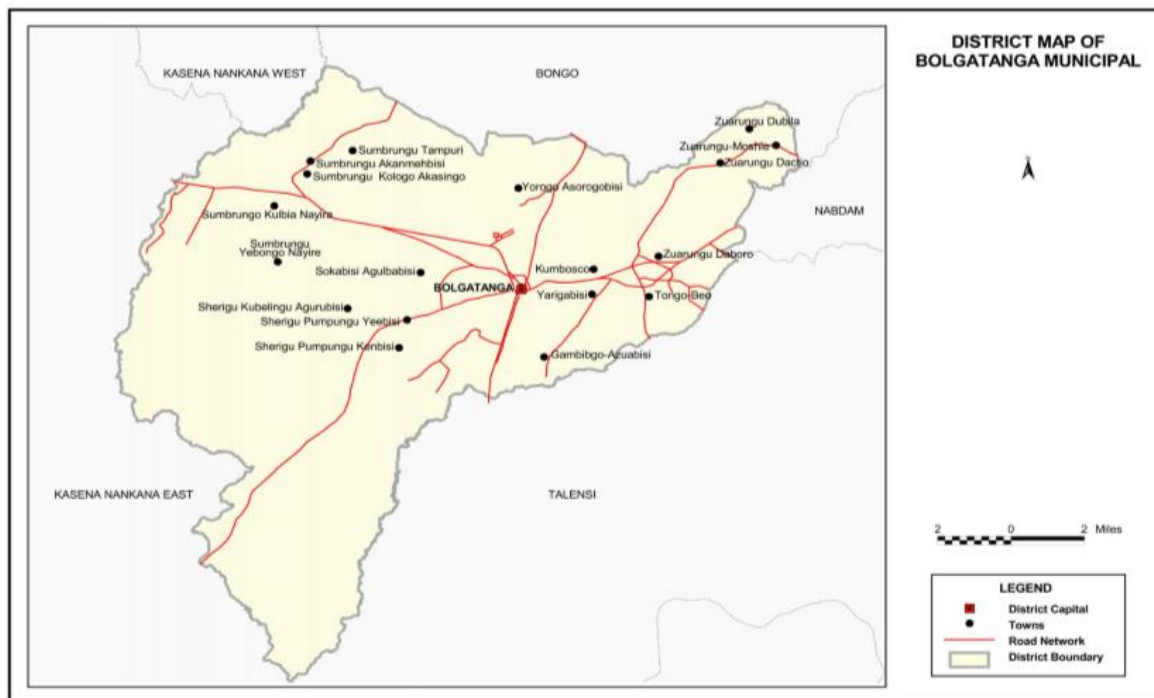 DISTRICT MAP OF
BOLGATANGA MUNICIPAL
KASENA NANKANA WEST
BONGO
Zuarungu Dubila
Zuarungu-Moshie
Zuarungu Dachio
Sumbrungu Tampuri
Sumbrungu Akanmehbisi
Sumbrungu Kologo Akasingo
Yorogo Asorogobisi
Sumbrungo Kulbia Nayira
NABDAM
Sumbrungu
Yebongo Nayire
Zuarungu Daboro
Sokabisi Agulbabisi
Kumbosco
BOLGATANGA
Yarigabisi
Tongo-Beo
Sherigu Kubelingu Agurubisi
Sherigu Pumpungu Yeebisi
Sherigu Pumpungu Kenbisi
Gambibgo-Azuabisi
KASENA NANKANA EAST
TALENSI
2 0 2 Miles
LEGEND
District Capital
Towns
Road Network
District Boundary